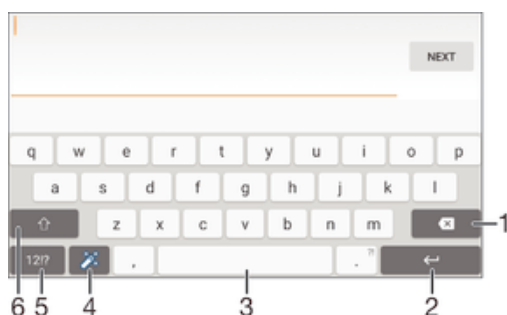 NEXT
q w e r t y u i o p
a s d f g h j k l
z x c v b n m 1
12!? , . ?!
6 5 4 3 2